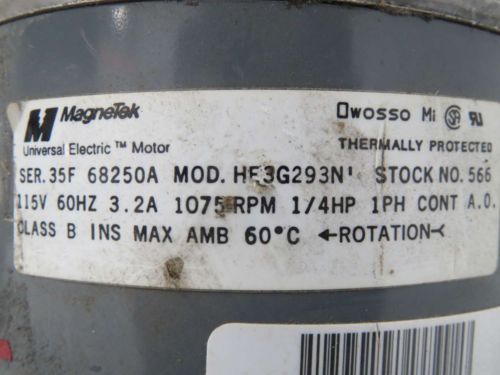 MagneTek
Owosso Mi SA
Universal Electric™ Motor
THERMALLY PROTECTED
SER. 35F 68250A MOD. HE3G293N STOCK NO. 566
115V 60HZ 3.2A 1075 RPM 1/4HP 1PH CONT A.O.
CLASS B INS MAX AMB 60°C ←ROTATION≺